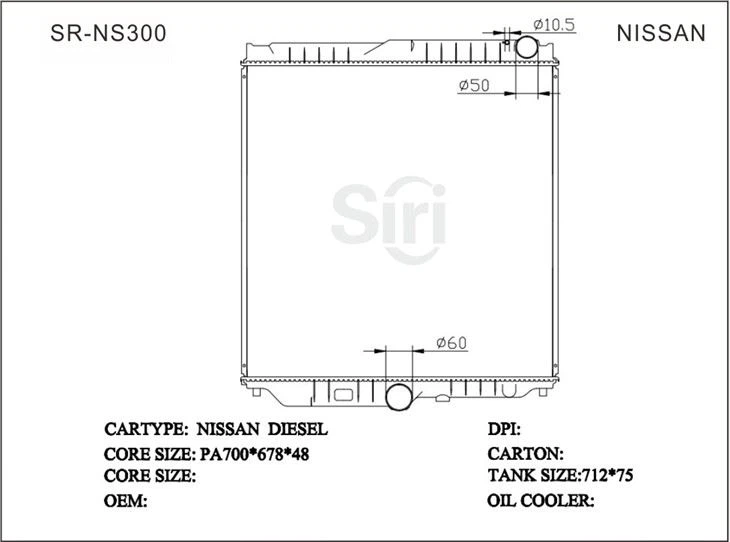 SR-NS300
NISSAN
Ø10.5
Ø50
Siri
Ø60
CARTYPE: NISSAN DIESEL
DPI:
CORE SIZE: PA700*678*48
CARTON:
CORE SIZE:
TANK SIZE:712*75
OEM:
OIL COOLER: